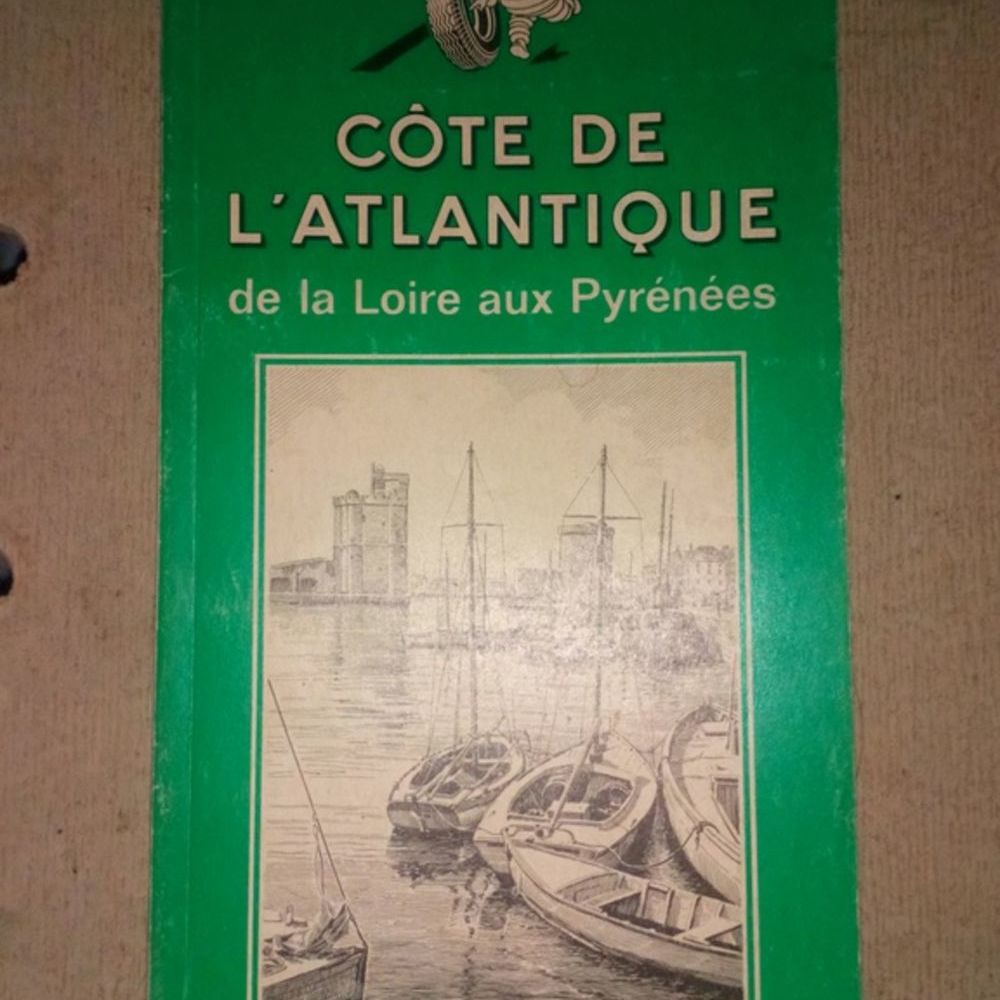 CÔTE DE
L'ATLANTIQUE
de la Loire aux Pyrénées